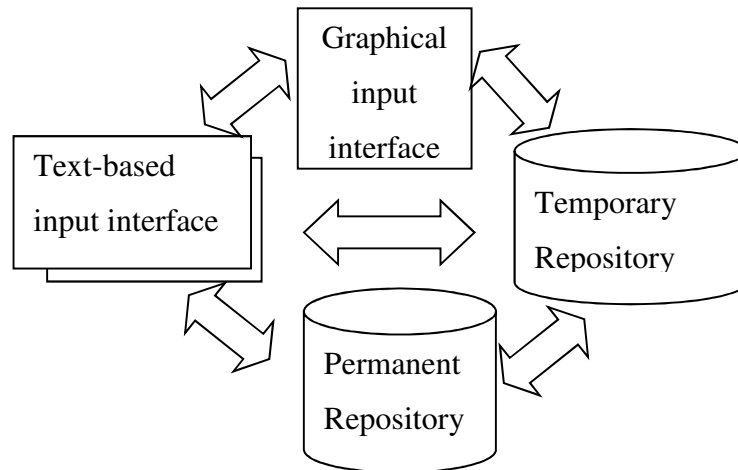 Graphical
input
interface
Text-based
input interface
Temporary
Repository
Permanent
Repository